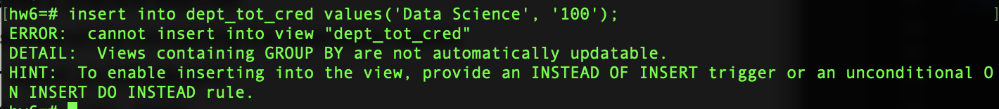 [hw6=# insert into dept_tot_cred values('Data Science', '100');                ]
ERROR:  cannot insert into view "dept_tot_cred"
DETAIL:  Views containing GROUP BY are not automatically updatable.
HINT:  To enable inserting into the view, provide an INSTEAD OF INSERT trigger or an unconditional O
N INSERT DO INSTEAD rule.
hw6=#